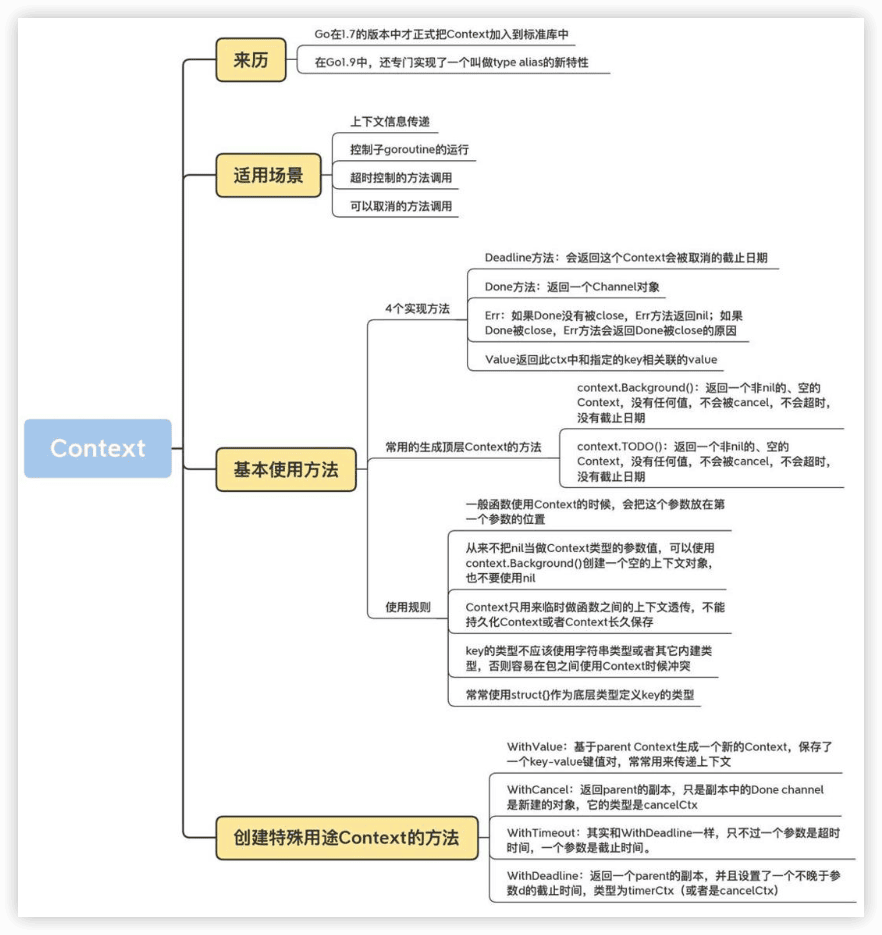 Context
来历
Go在1.7的版本中才正式把Context加入到标准库中
在Go1.9中，还专门实现了一个叫做type alias的新特性
适用场景
上下文信息传递
控制子goroutine的运行
超时控制的方法调用
可以取消的方法调用
基本使用方法
4个实现方法
Deadline方法：会返回这个Context会被取消的截止日期
Done方法：返回一个Channel对象
Err：如果Done没有被close，Err方法返回nil；如果
Done被close，Err方法会返回Done被close的原因
Value返回此ctx中和指定的key相关联的value
常用的生成顶层Context的方法
context.Background()：返回一个非nil的、空的
Context，没有任何值，不会被cancel，不会超时，
没有截止日期
context.TODO()：返回一个非nil的、空的
Context，没有任何值，不会被cancel，不会超时，
没有截止日期
使用规则
一般函数使用Context的时候，会把这个参数放在第
一个参数的位置
从来不把nil当做Context类型的参数值，可以使用
context.Background()创建一个空的上下文对象，
也不要使用nil
Context只用来临时做函数之间的上下文透传，不能
持久化Context或者Context长久保存
key的类型不应该使用字符串类型或者其它内建类
型，否则容易在包之间使用Context时候冲突
常常使用struct{}作为底层类型定义key的类型
创建特殊用途Context的方法
WithValue：基于parent Context生成一个新的Context，保存了
一个key-value键值对，常常用来传递上下文
WithCancel：返回parent的副本，只是副本中的Done channel
是新建的对象，它的类型是cancelCtx
WithTimeout：其实和WithDeadline一样，只不过一个参数是超时
时间，一个参数是截止时间。
WithDeadline：返回一个parent的副本，并且设置了一个不晚于参
数d的截止时间，类型为timerCtx（或者是cancelCtx）